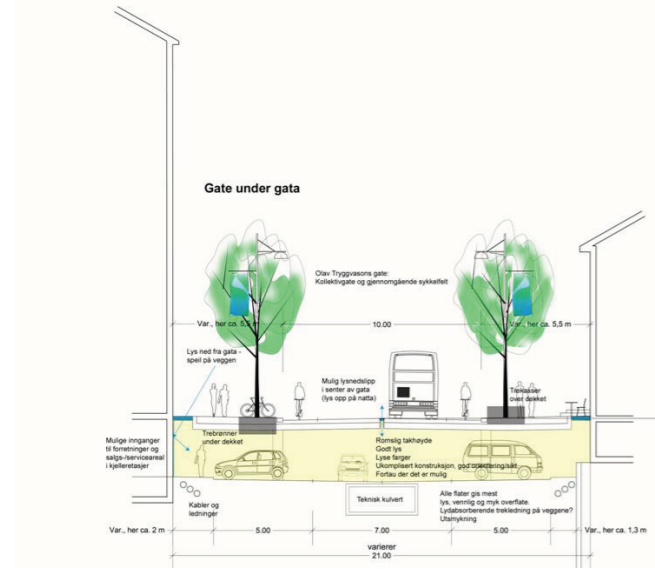 Gate under gata
Olav Tryggvasons gate:
Kollektivgate og gjennomgående sykkelfelt
Var., her ca. 5,5 m
10.00
Var., her ca. 5,5 m
Lys ned fra gata -
speil på veggen
Mulig lysnedslipp
i senter av gata
(lys opp på natta)
Trekasser
over dekket
Mulige innganger
til forretninger og
salgs-/serviceareal
i kjelleretasjer
Trebrønner
under dekket
Romslig takhøyde
Godt lys
Lyse farger
Ukomplisert konstruksjon, god orientering/sikt
Fortau der det er mulig
Kabler og
ledninger
Teknisk kulvert
Alle flater gis mest
lys, vennlig og myk overflate.
Lydabsorberende trekledning på veggene?
Utsmykning
Var., her ca. 2 m
5.00
7.00
5.00
Var., her ca. 1,3 m
varierer
21.00